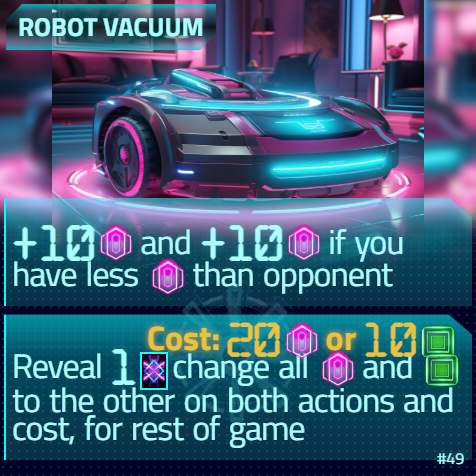 ROBOT VACUUM
+10 and +10 if you
have less than opponent
Cost: 20 or 10
Reveal 1 change all and
to the other on both actions and
cost, for rest of game
#49